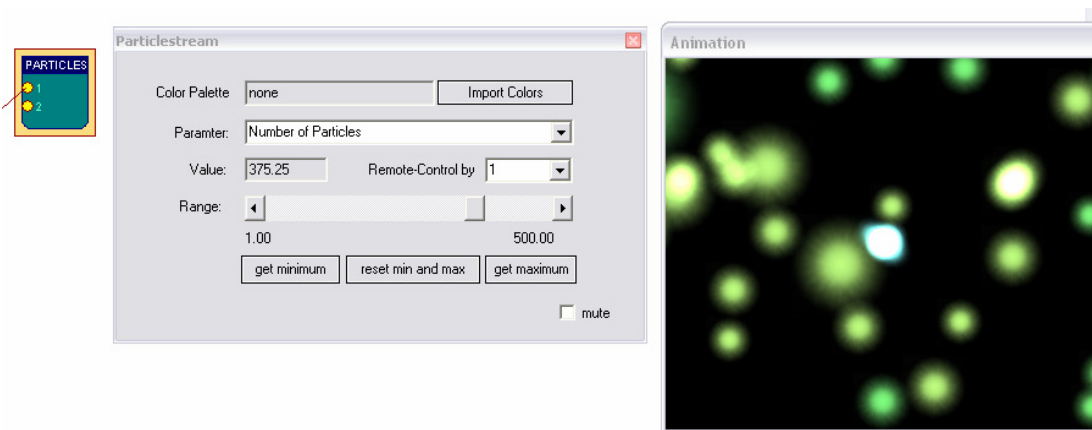 PARTICLES
1
2
Particlestream
Color Palette none Import Colors
Paramter: Number of Particles
Value: 375.25 Remote-Control by 1
Range:
1.00 500.00
get minimum reset min and max get maximum
mute
Animation